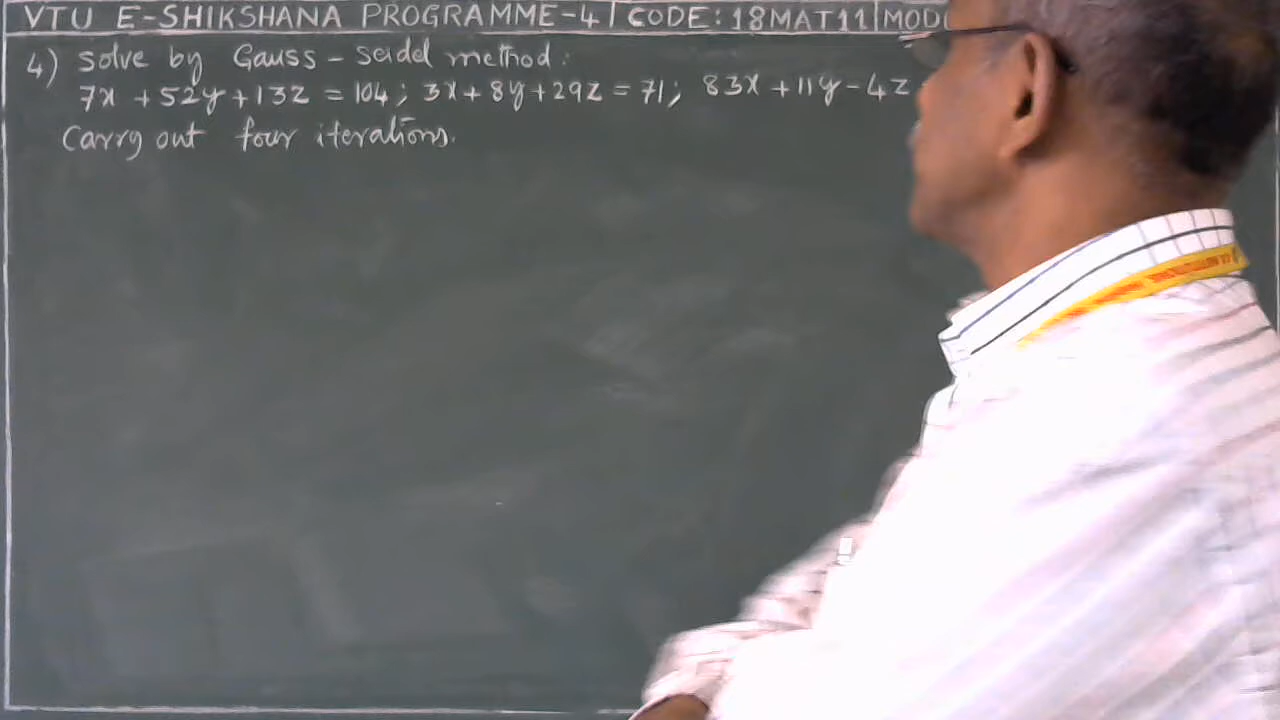 VTU E-SHIKSHANA PROGRAMME-4 | CODE: 18MAT11 | MOD
4) Solve by Gauss - Seidel method:
7x + 52y + 13z = 104; 3x + 8y + 29z = 71; 83x + 11y - 4z
Carry out four iterations.